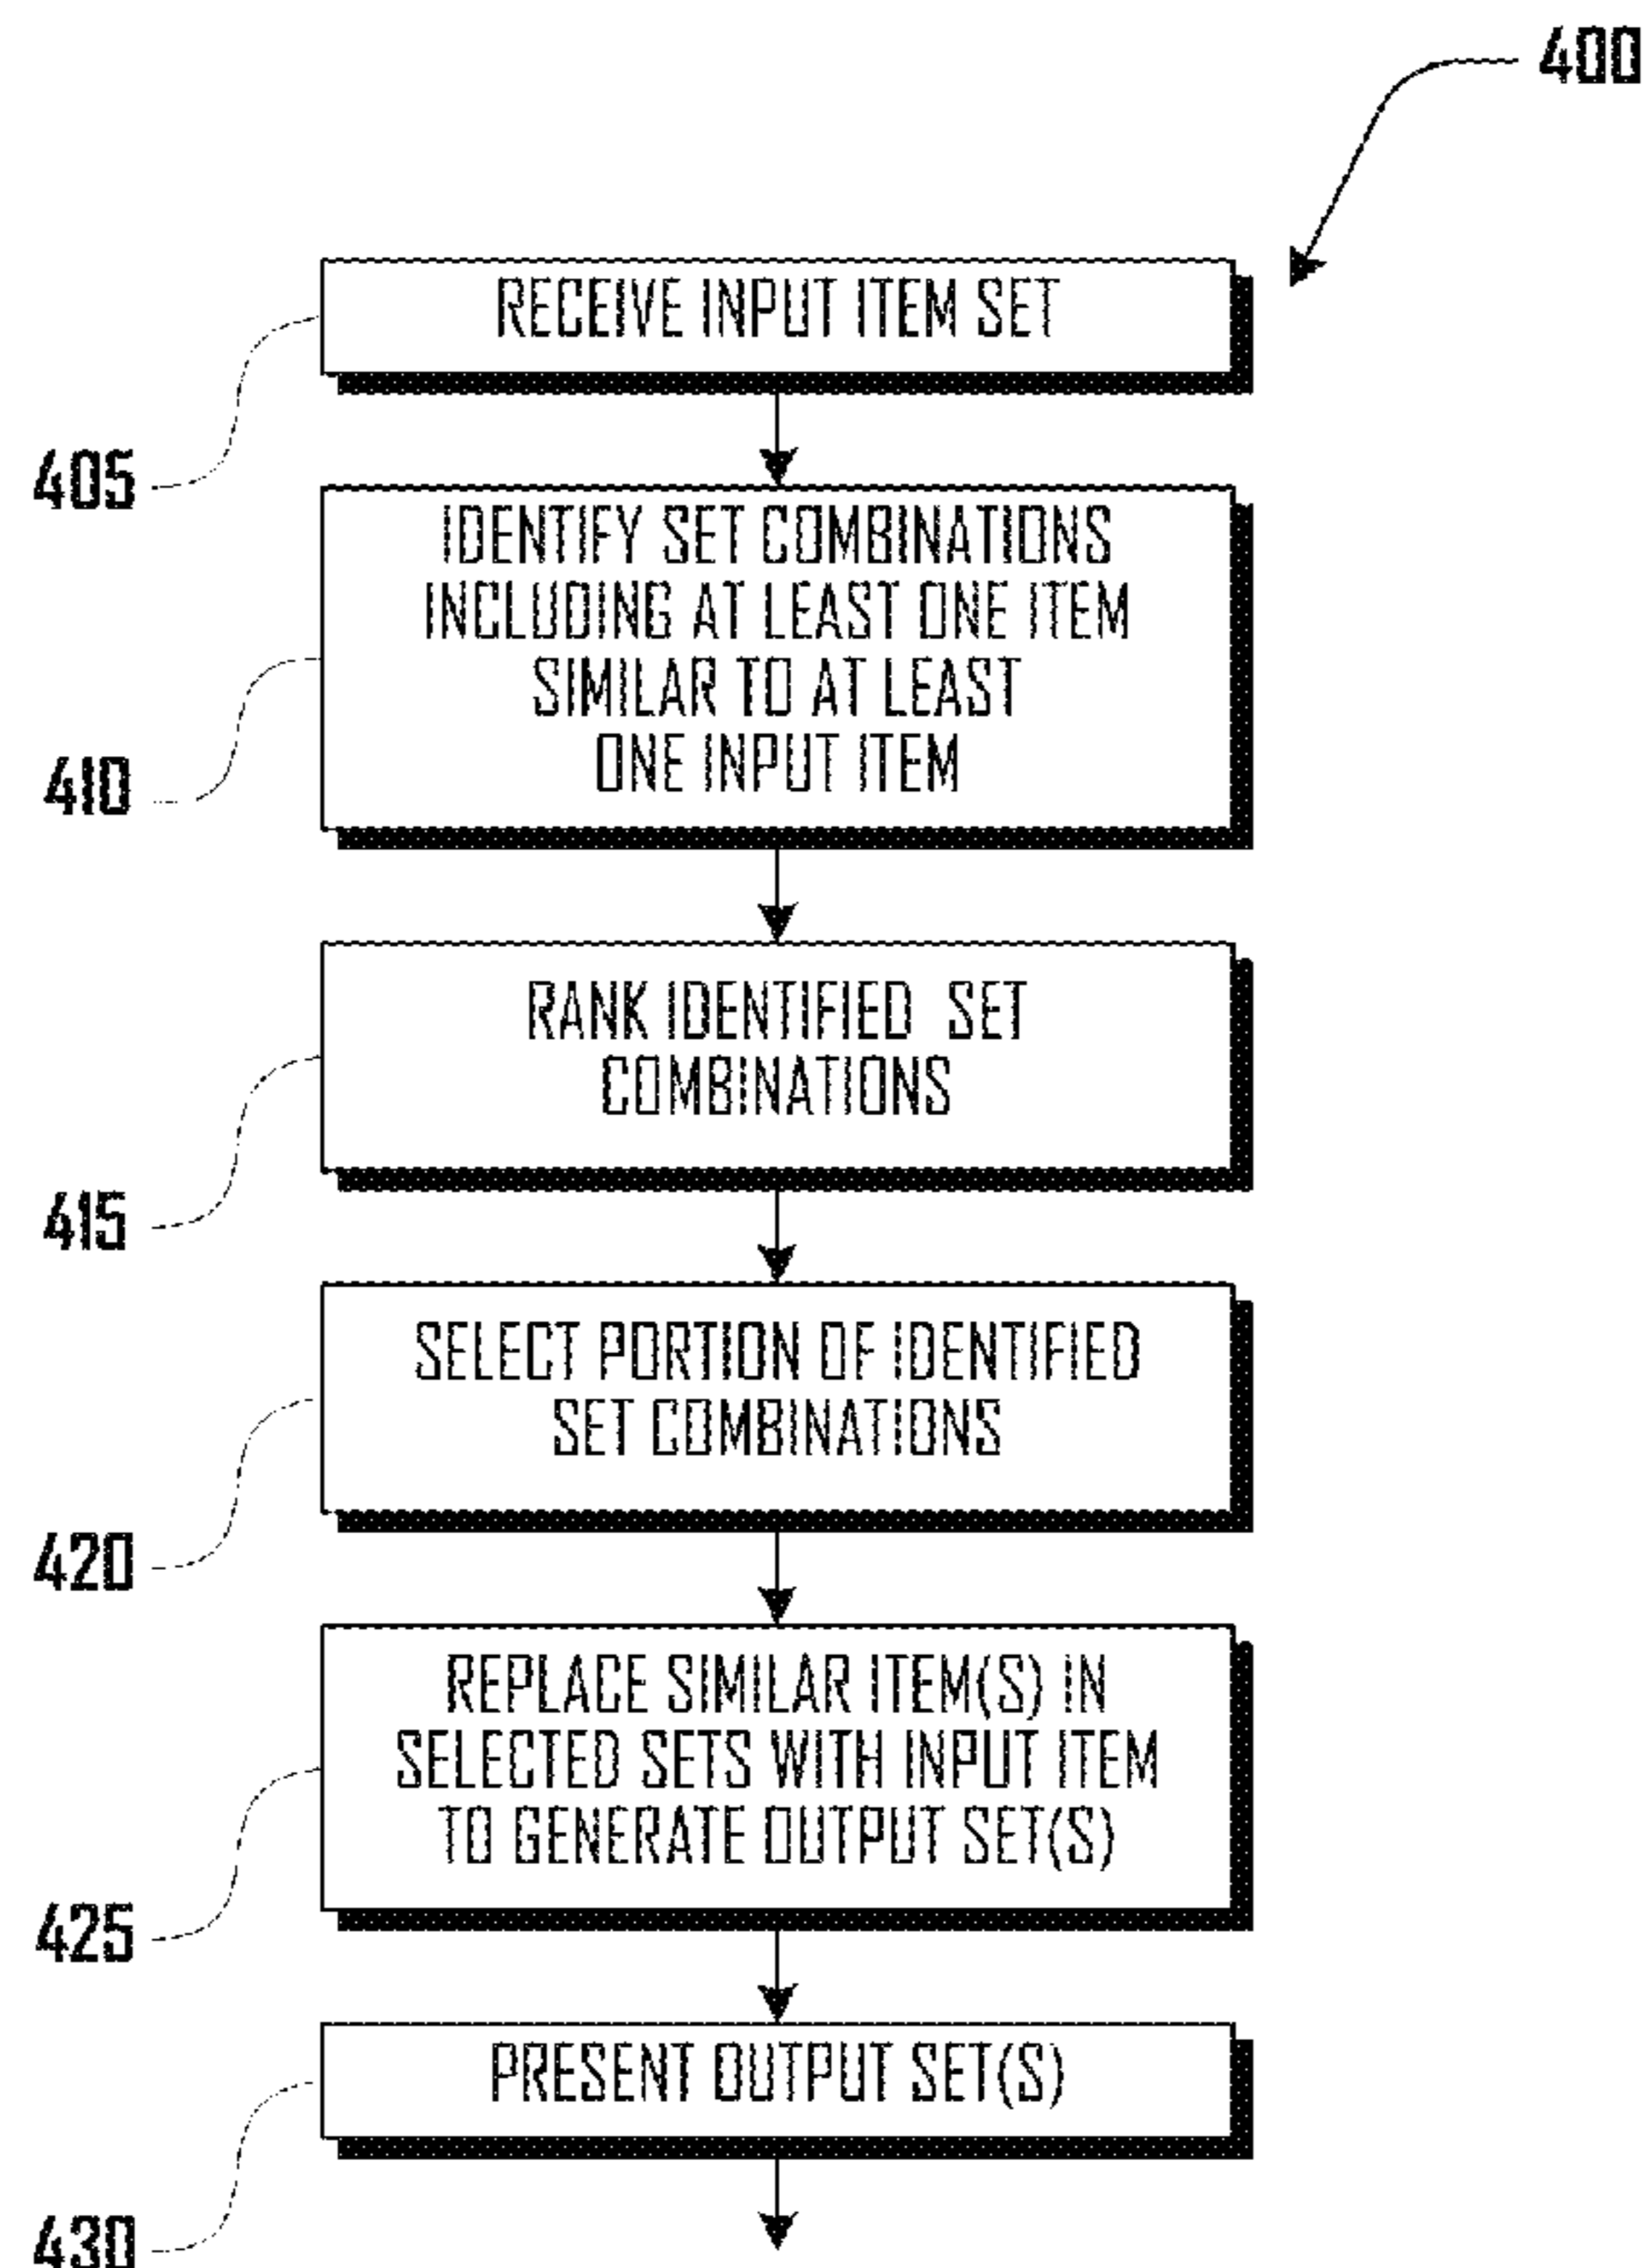 400
RECEIVE INPUT ITEM SET
405
IDENTIFY SET COMBINATIONS
INCLUDING AT LEAST ONE ITEM
SIMILAR TO AT LEAST
ONE INPUT ITEM
410
RANK IDENTIFIED SET
COMBINATIONS
415
SELECT PORTION OF IDENTIFIED
SET COMBINATIONS
420
REPLACE SIMILAR ITEM(S) IN
SELECTED SETS WITH INPUT ITEM
TO GENERATE OUTPUT SET(S)
425
PRESENT OUTPUT SET(S)
430